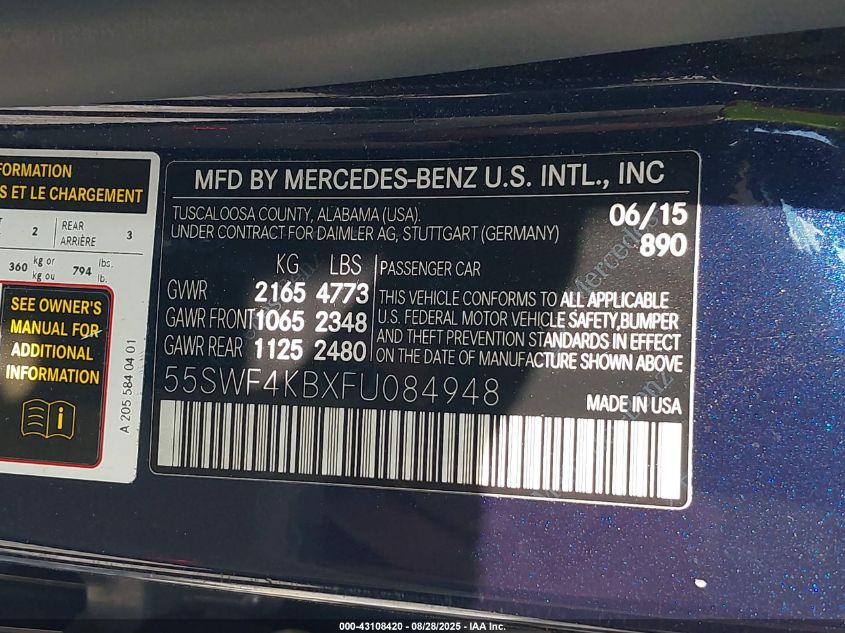 FORMATION
S ET LE CHARGEMENT
2 REAR ARRIÈRE 3
360 kg or kg ou 794 lbs. lb.
SEE OWNER'S
MANUAL FOR
ADDITIONAL
INFORMATION
i
A 205 584 04 01
MFD BY MERCEDES-BENZ U.S. INTL., INC
TUSCALOOSA COUNTY, ALABAMA (USA). 06/15
UNDER CONTRACT FOR DAIMLER AG, STUTTGART (GERMANY) 890
KG LBS PASSENGER CAR
GVWR 2165 4773
GAWR FRONT 1065 2348
GAWR REAR 1125 2480
THIS VEHICLE CONFORMS TO ALL APPLICABLE
U.S. FEDERAL MOTOR VEHICLE SAFETY,BUMPER
AND THEFT PREVENTION STANDARDS IN EFFECT
ON THE DATE OF MANUFACTURE SHOWN ABOVE
55SWF4KBXFU084948
MADE IN USA
000-43108420 - 08/28/2025 - IAA Inc.